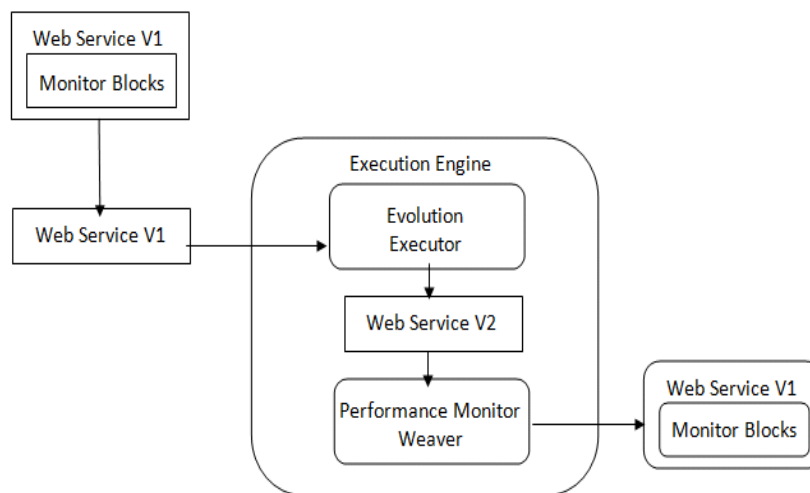 Web Service V1
Monitor Blocks
Web Service V1
Execution Engine
Evolution
Executor
Web Service V2
Performance Monitor
Weaver
Web Service V1
Monitor Blocks